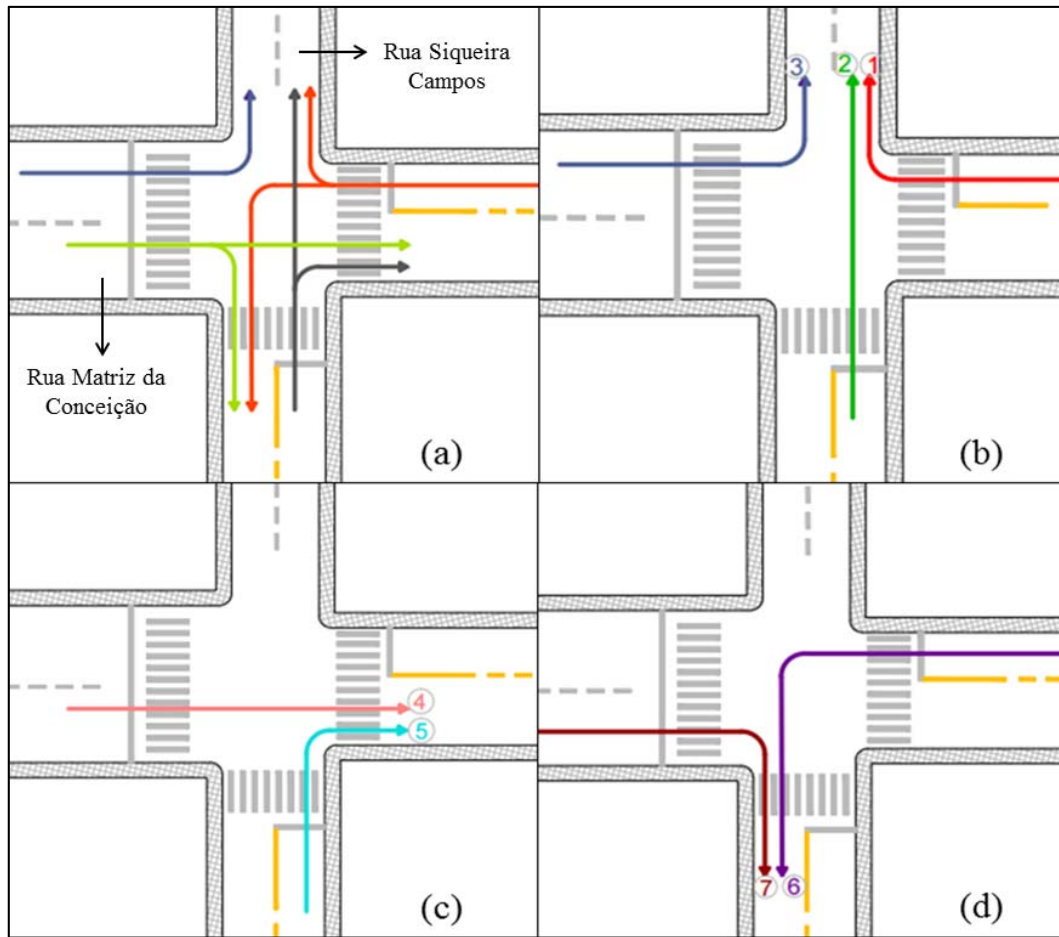 Rua Siqueira
Campos
Rua Matriz da
Conceição
(a)
3
2
1
(b)
4
5
(c)
7
6
(d)